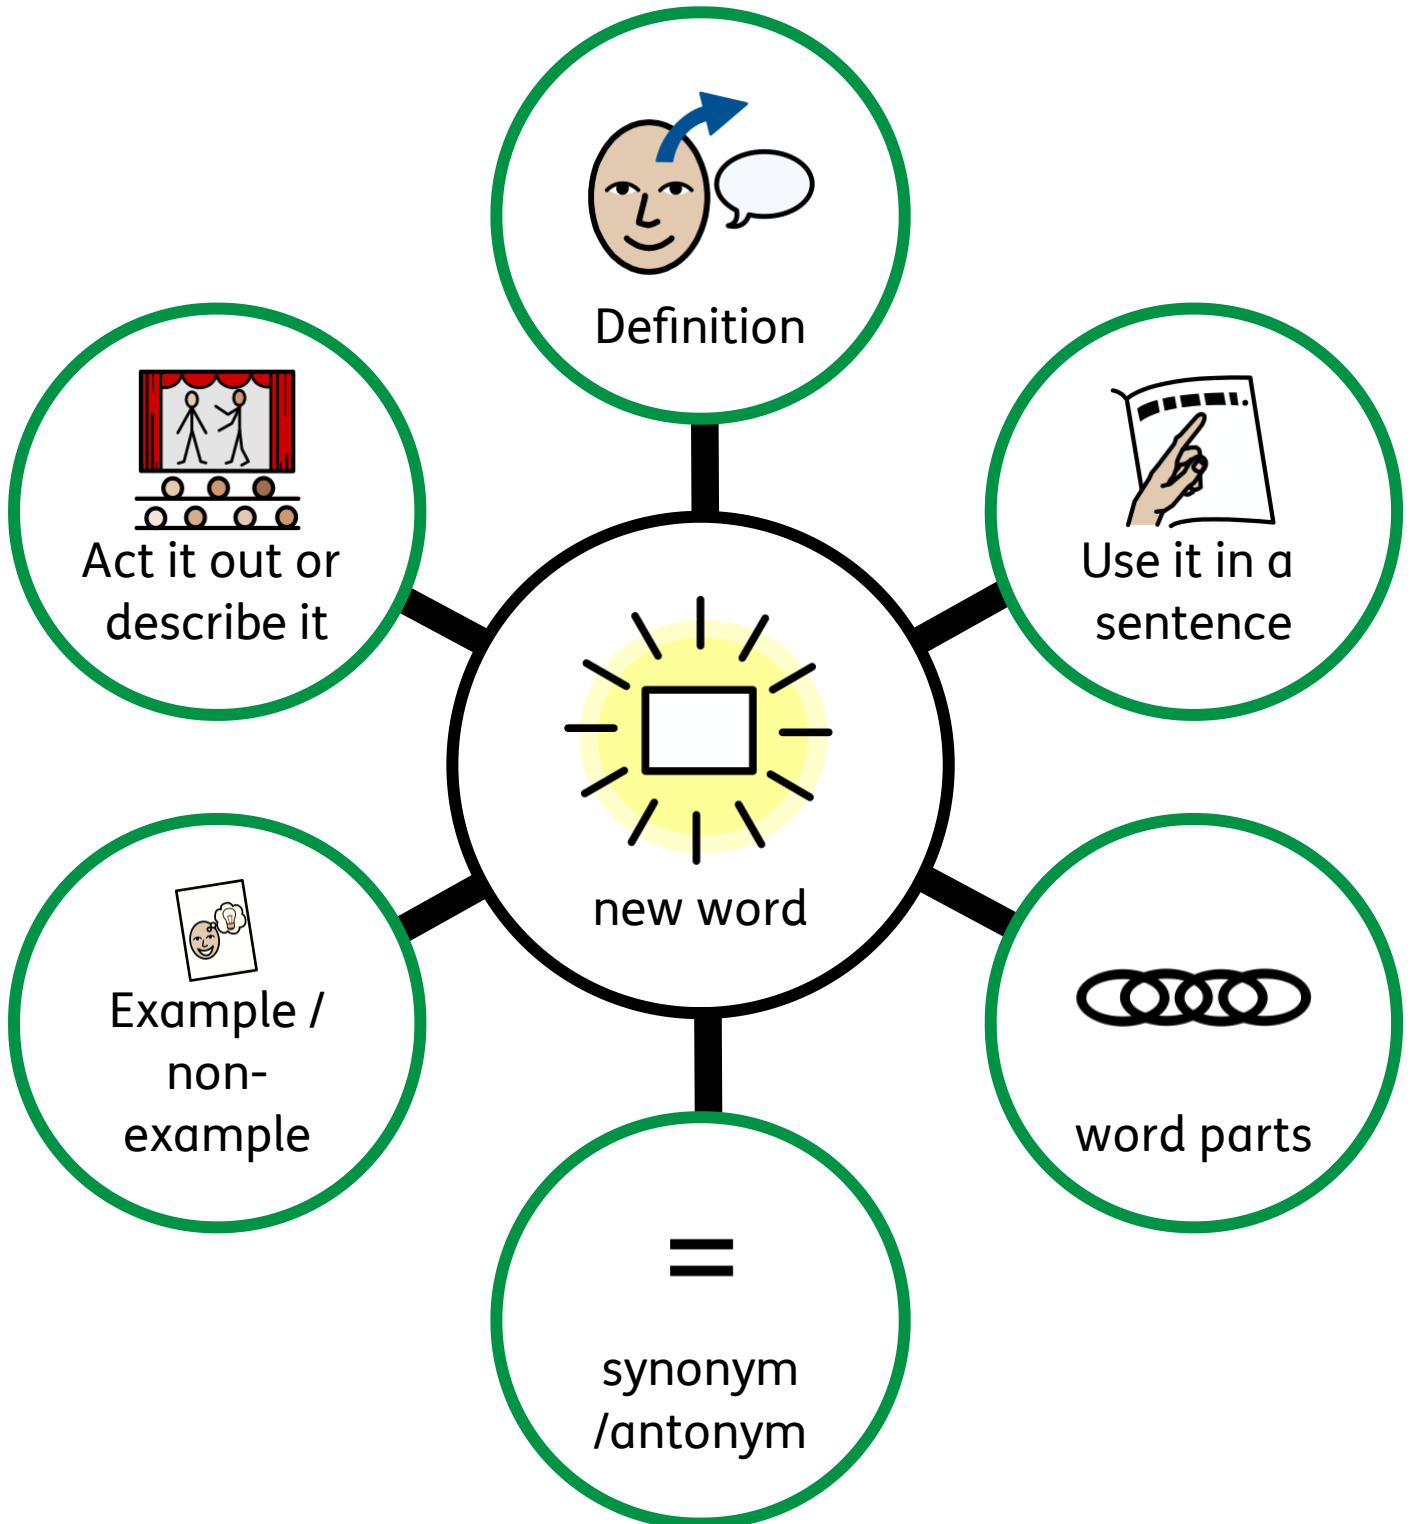 Definition
Act it out or
describe it
Use it in a
sentence
new word
Example /
non-
example
word parts
=
synonym
/antonym